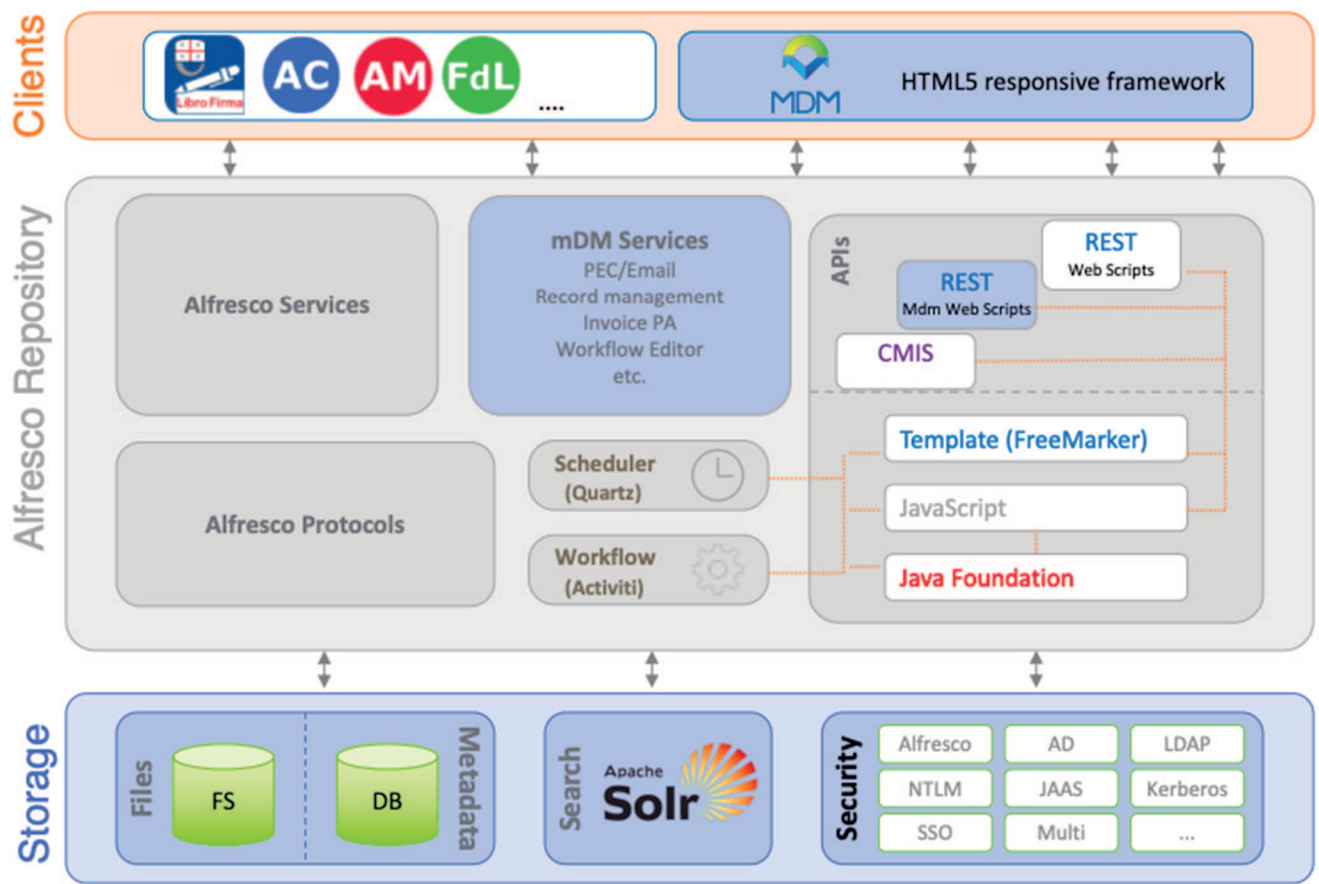 Clients
Libro Firma
AC
AM
FdL
....
MDM
HTML5 responsive framework
Alfresco Repository
Alfresco Services
mDM Services
PEC/Email
Record management
Invoice PA
Workflow Editor
etc.
APIs
REST
Web Scripts
REST
Mdm Web Scripts
CMIS
Alfresco Protocols
Scheduler
(Quartz)
Workflow
(Activiti)
Template (FreeMarker)
JavaScript
Java Foundation
Storage
Files
FS
DB
Metadata
Search
Apache
Solr
Security
Alfresco
AD
LDAP
NTLM
JAAS
Kerberos
SSO
Multi
...